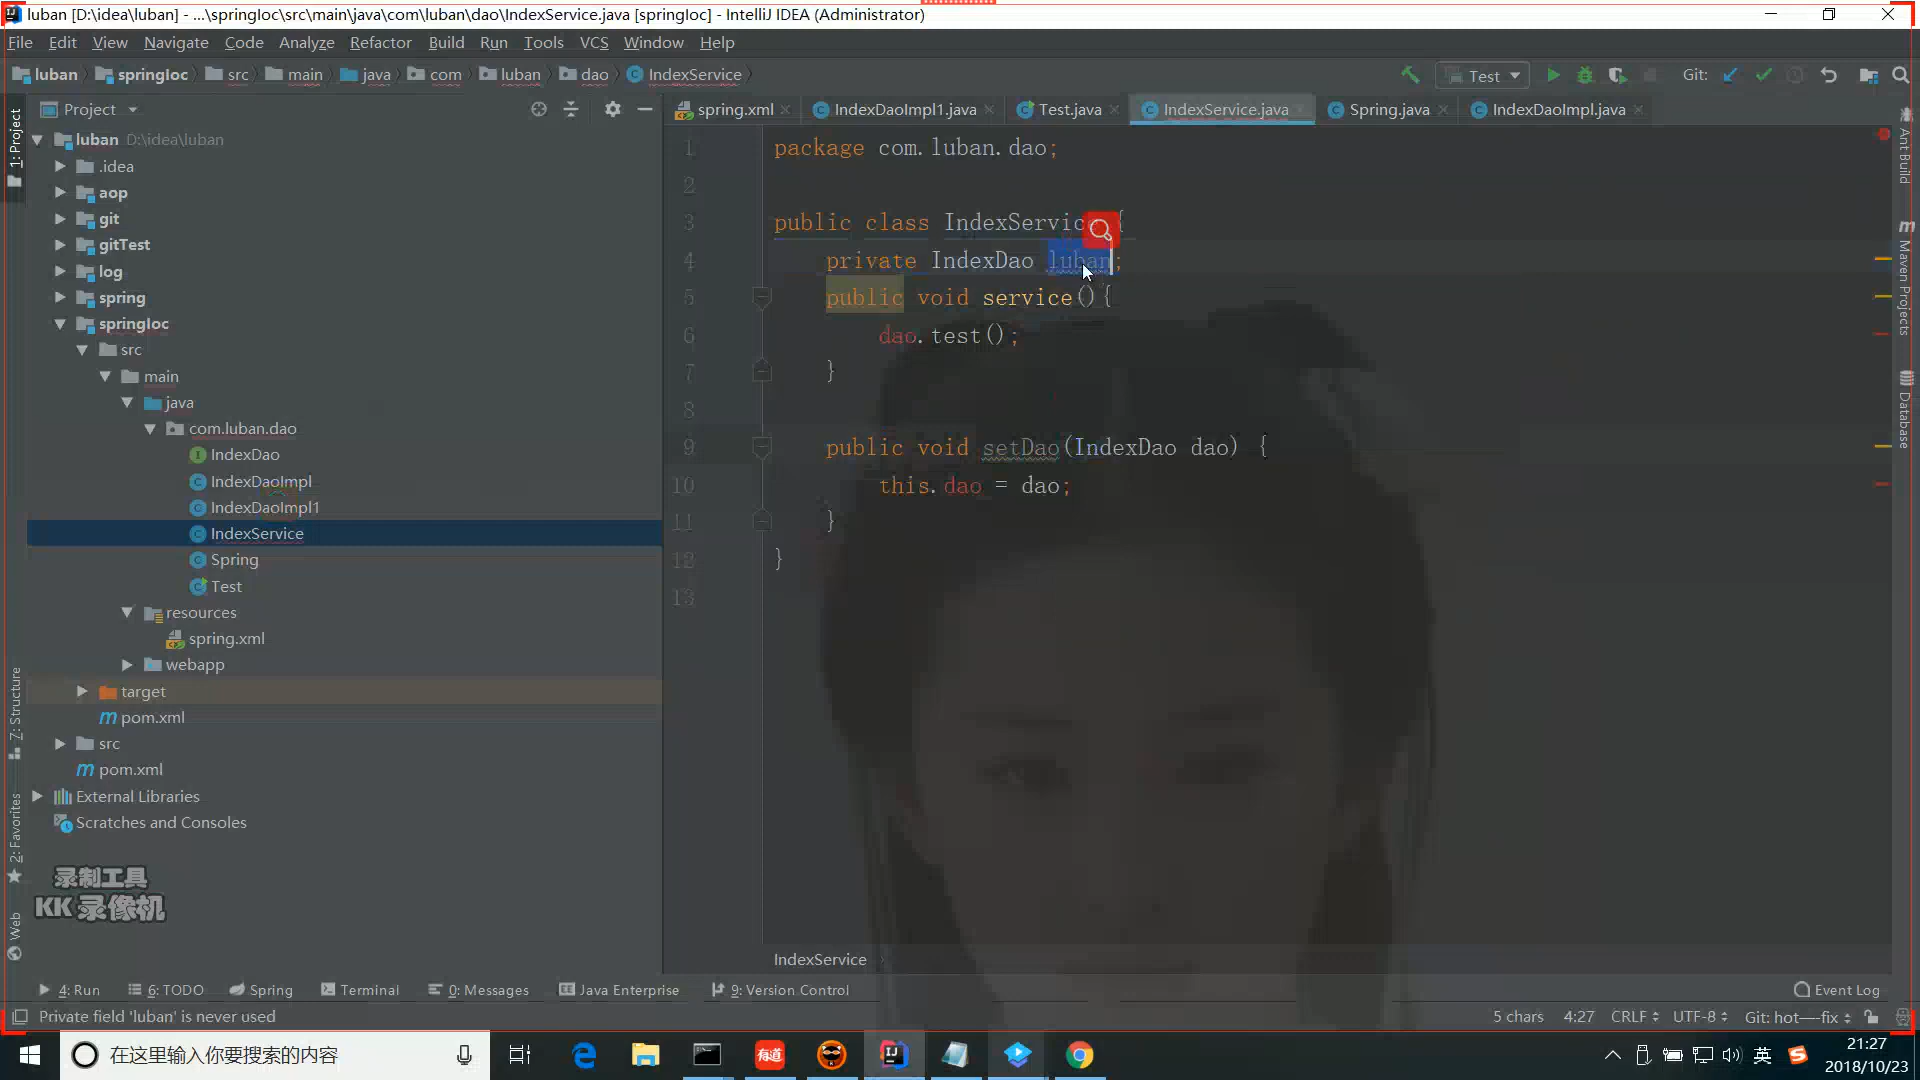 luban [D:\idea\luban] - ...\springIoc\src\main\java\com\luban\dao\IndexService.java [springIoc] - IntelliJ IDEA (Administrator)
File Edit View Navigate Code Analyze Refactor Build Run Tools VCS Window Help
luban springIoc src main java com luban dao IndexService
Test Git:
Project
spring.xml IndexDaoImpl1.java Test.java IndexService.java Spring.java IndexDaoImpl.java
1: Project
luban D:\idea\luban
.idea
aop
git
gitTest
log
spring
springIoc
src
main
java
com.luban.dao
IndexDao
IndexDaoImpl
IndexDaoImpl1
IndexService
Spring
Test
resources
spring.xml
webapp
target
pom.xml
src
pom.xml
External Libraries
Scratches and Consoles
Z: Structure
2: Favorites
Web
录制工具
KK 录像机
1 package com.luban.dao;
2
3 public class IndexService {
4 private IndexDao luban;
5 public void service(){
6 dao.test();
7 }
8
9 public void setDao(IndexDao dao) {
10 this.dao = dao;
11 }
12 }
13
IndexService
Ant Build
Maven Projects
Database
4: Run 6: TODO Spring Terminal 0: Messages Java Enterprise 9: Version Control Event Log
Private field 'luban' is never used 5 chars 4:27 CRLF UTF-8 Git: hot----fix
在这里输入你要搜索的内容
有道
英
21:27
2018/10/23